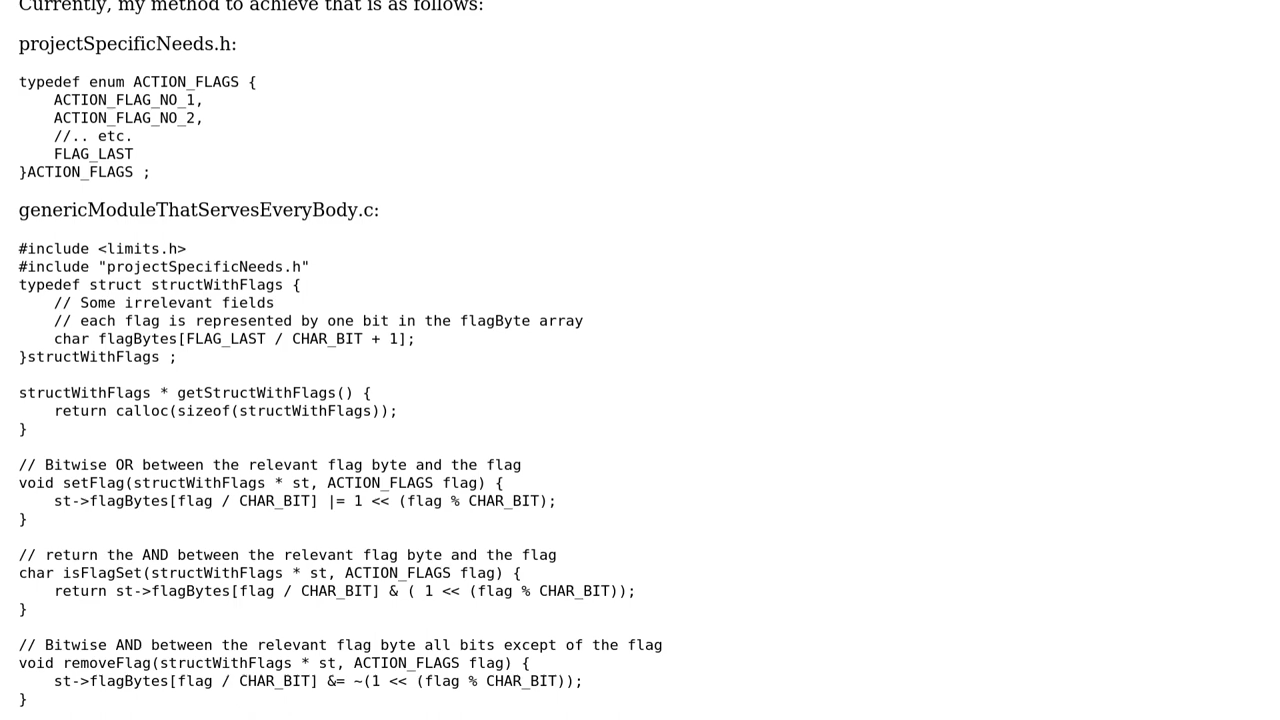 Currently, my method to achieve that is as follows:
projectSpecificNeeds.h:
typedef enum ACTION_FLAGS {
    ACTION_FLAG_NO_1,
    ACTION_FLAG_NO_2,
    //.. etc.
    FLAG_LAST
}ACTION_FLAGS ;
genericModuleThatServesEveryBody.c:
#include <limits.h>
#include "projectSpecificNeeds.h"
typedef struct structWithFlags {
    // Some irrelevant fields
    // each flag is represented by one bit in the flagByte array
    char flagBytes[FLAG_LAST / CHAR_BIT + 1];
}structWithFlags ;

structWithFlags * getStructWithFlags() {
    return calloc(sizeof(structWithFlags));
}

// Bitwise OR between the relevant flag byte and the flag
void setFlag(structWithFlags * st, ACTION_FLAGS flag) {
    st->flagBytes[flag / CHAR_BIT] |= 1 << (flag % CHAR_BIT);
}

// return the AND between the relevant flag byte and the flag
char isFlagSet(structWithFlags * st, ACTION_FLAGS flag) {
    return st->flagBytes[flag / CHAR_BIT] & ( 1 << (flag % CHAR_BIT));
}

// Bitwise AND between the relevant flag byte all bits except of the flag
void removeFlag(structWithFlags * st, ACTION_FLAGS flag) {
    st->flagBytes[flag / CHAR_BIT] &= ~(1 << (flag % CHAR_BIT));
}